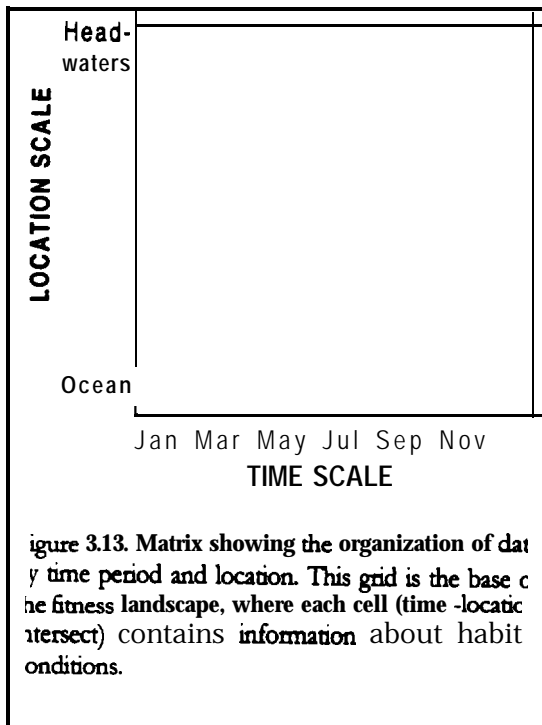 Head-
waters
LOCATION SCALE
Ocean
Jan Mar May Jul Sep Nov
TIME SCALE
igure 3.13. Matrix showing the organization of dat
y time period and location. This grid is the base o
he fitness landscape, where each cell (time -locatic
ntersect) contains information about habit
onditions.